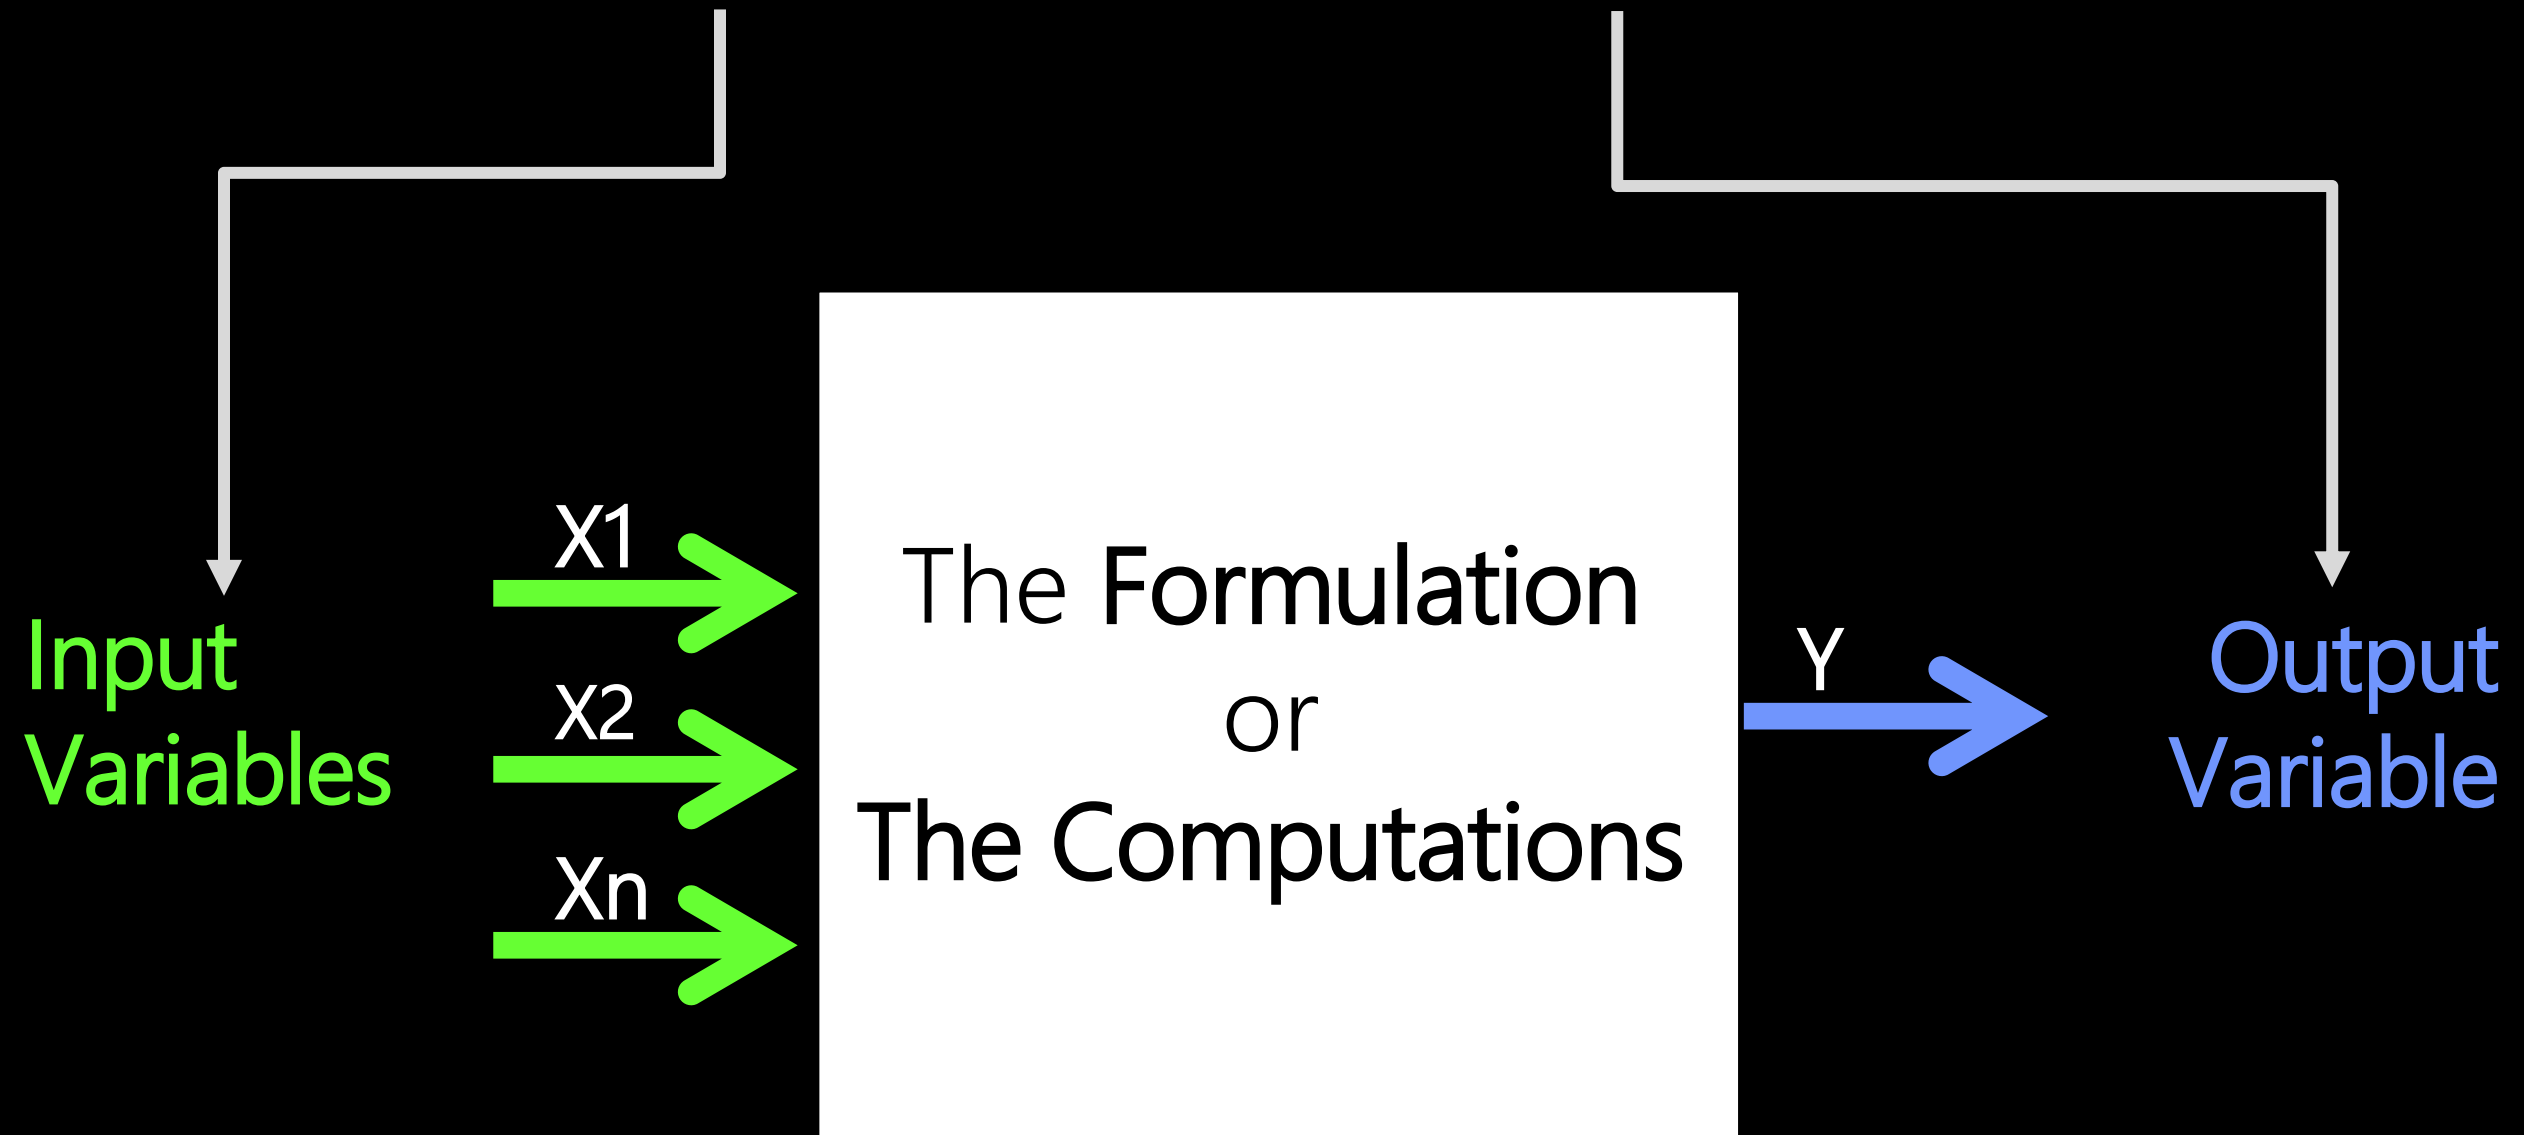 Input
Variables
X1
X2
Xn
The Formulation
or
The Computations
Y
Output
Variable